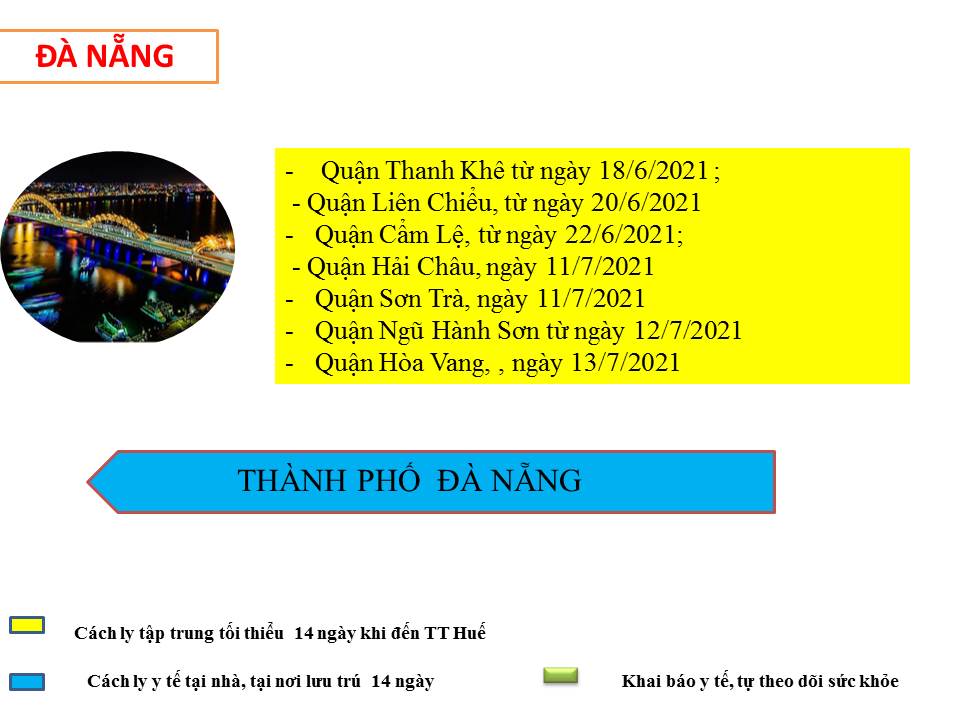 ĐÀ NẴNG
- Quận Thanh Khê từ ngày 18/6/2021 ;
- Quận Liên Chiểu, từ ngày 20/6/2021
- Quận Cẩm Lệ, từ ngày 22/6/2021;
- Quận Hải Châu, ngày 11/7/2021
- Quận Sơn Trà, ngày 11/7/2021
- Quận Ngũ Hành Sơn từ ngày 12/7/2021
- Quận Hòa Vang, , ngày 13/7/2021
THÀNH PHỐ ĐÀ NẴNG
Cách ly tập trung tối thiểu 14 ngày khi đến TT Huế
Cách ly y tế tại nhà, tại nơi lưu trú 14 ngày
Khai báo y tế, tự theo dõi sức khỏe